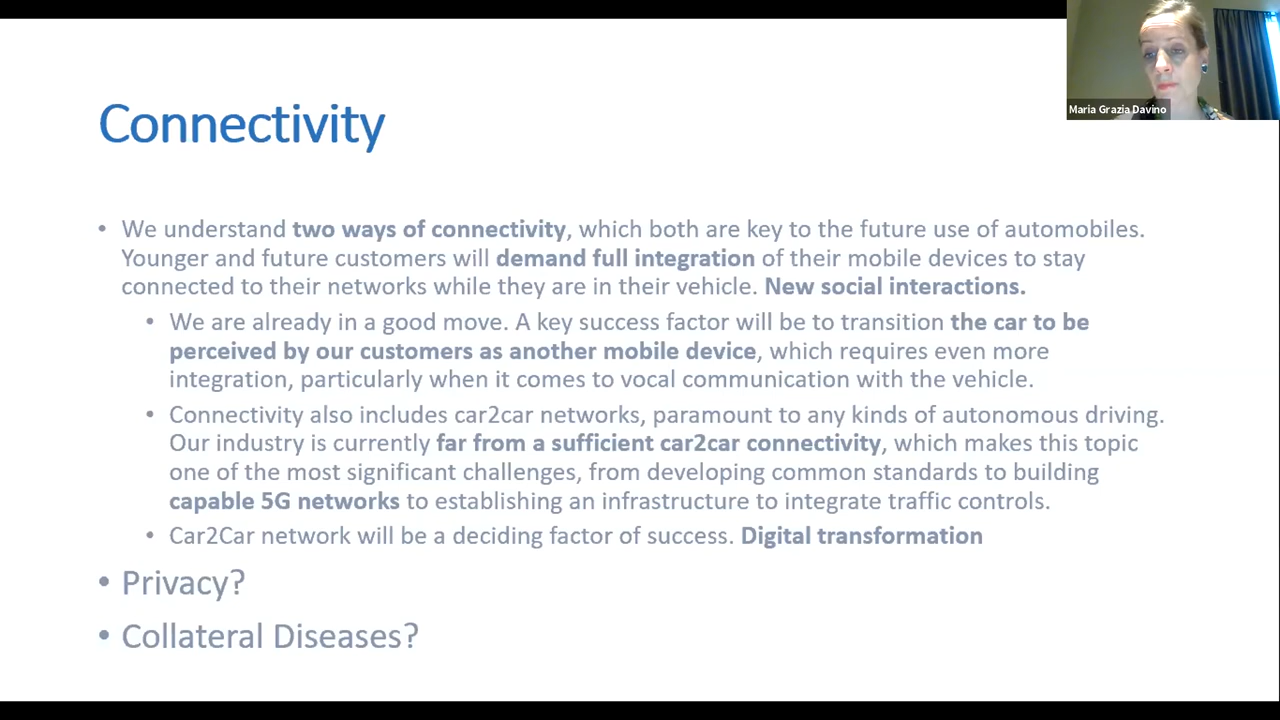 Connectivity
Maria Grazia Davino
• We understand two ways of connectivity, which both are key to the future use of automobiles.
Younger and future customers will demand full integration of their mobile devices to stay
connected to their networks while they are in their vehicle. New social interactions.
• We are already in a good move. A key success factor will be to transition the car to be
perceived by our customers as another mobile device, which requires even more
integration, particularly when it comes to vocal communication with the vehicle.
• Connectivity also includes car2car networks, paramount to any kinds of autonomous driving.
Our industry is currently far from a sufficient car2car connectivity, which makes this topic
one of the most significant challenges, from developing common standards to building
capable 5G networks to establishing an infrastructure to integrate traffic controls.
• Car2Car network will be a deciding factor of success. Digital transformation
• Privacy?
• Collateral Diseases?